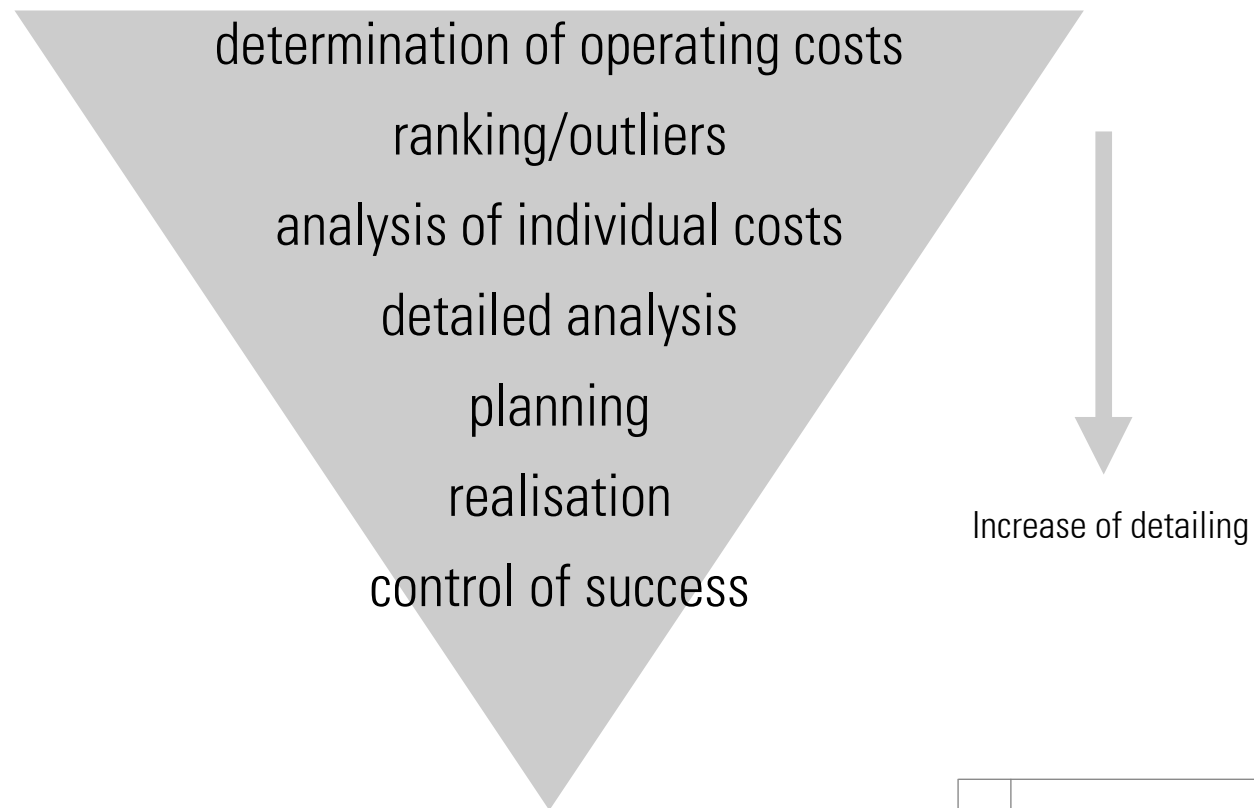 determination of operating costs
ranking/outliers
analysis of individual costs
detailed analysis
planning
realisation
control of success
Increase of detailing